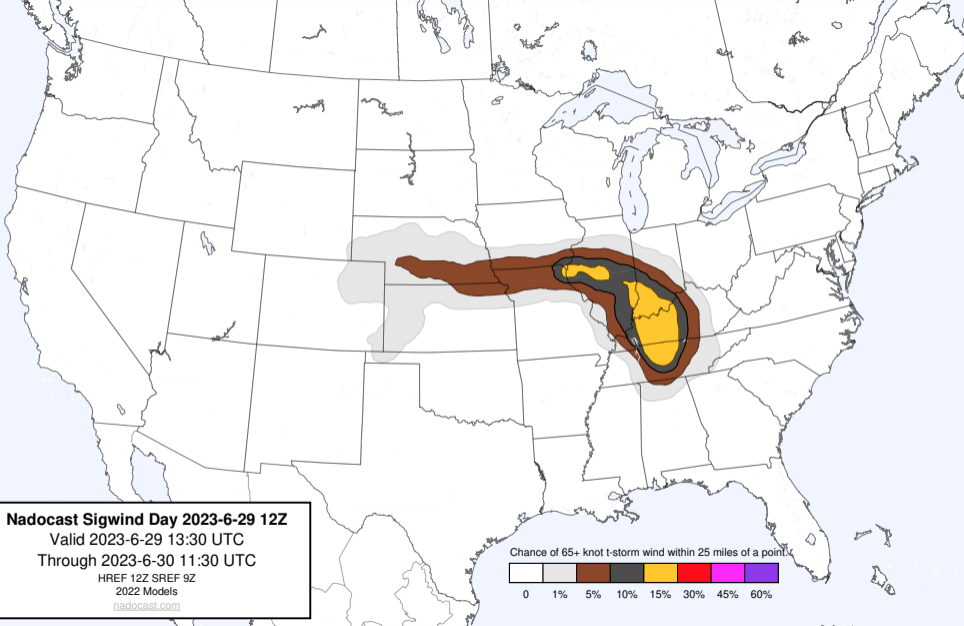 Nadocast Sigwind Day 2023-6-29 12Z
Valid 2023-6-29 13:30 UTC
Through 2023-6-30 11:30 UTC
HREF 12Z SREF 9Z
2022 Models
nadocast.com
Chance of 65+ knot t-storm wind within 25 miles of a point.
0 1% 5% 10% 15% 30% 45% 60%